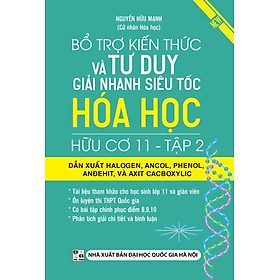 NGUYỄN HỮU MẠNH
(Cử nhân Hóa học)
BỔ TRỢ KIẾN THỨC
VÀ TƯ DUY
GIẢI NHANH SIÊU TỐC
HÓA HỌC
HỮU CƠ 11 - TẬP 2
DẪN XUẤT HALOGEN, ANCOL, PHENOL,
ANĐEHIT, VÀ AXIT CACBOXYLIC
* Tài liệu tham khảo cho học sinh lớp 11 và giáo viên
* Ôn luyện thi THPT Quốc gia
* Có bài tập chinh phục điểm 8,9,10
* Phân tích giải chi tiết và bình luận
NHÀ XUẤT BẢN ĐẠI HỌC QUỐC GIA HÀ NỘI